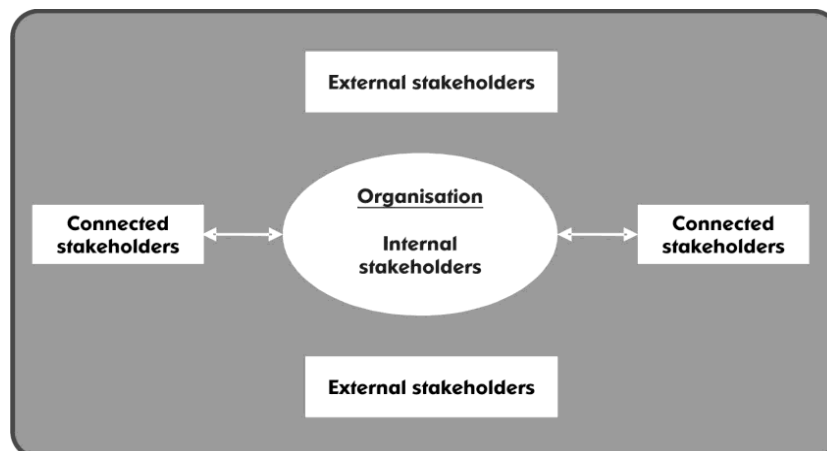 External stakeholders
Organisation
Internal
stakeholders
Connected
stakeholders
Connected
stakeholders
External stakeholders